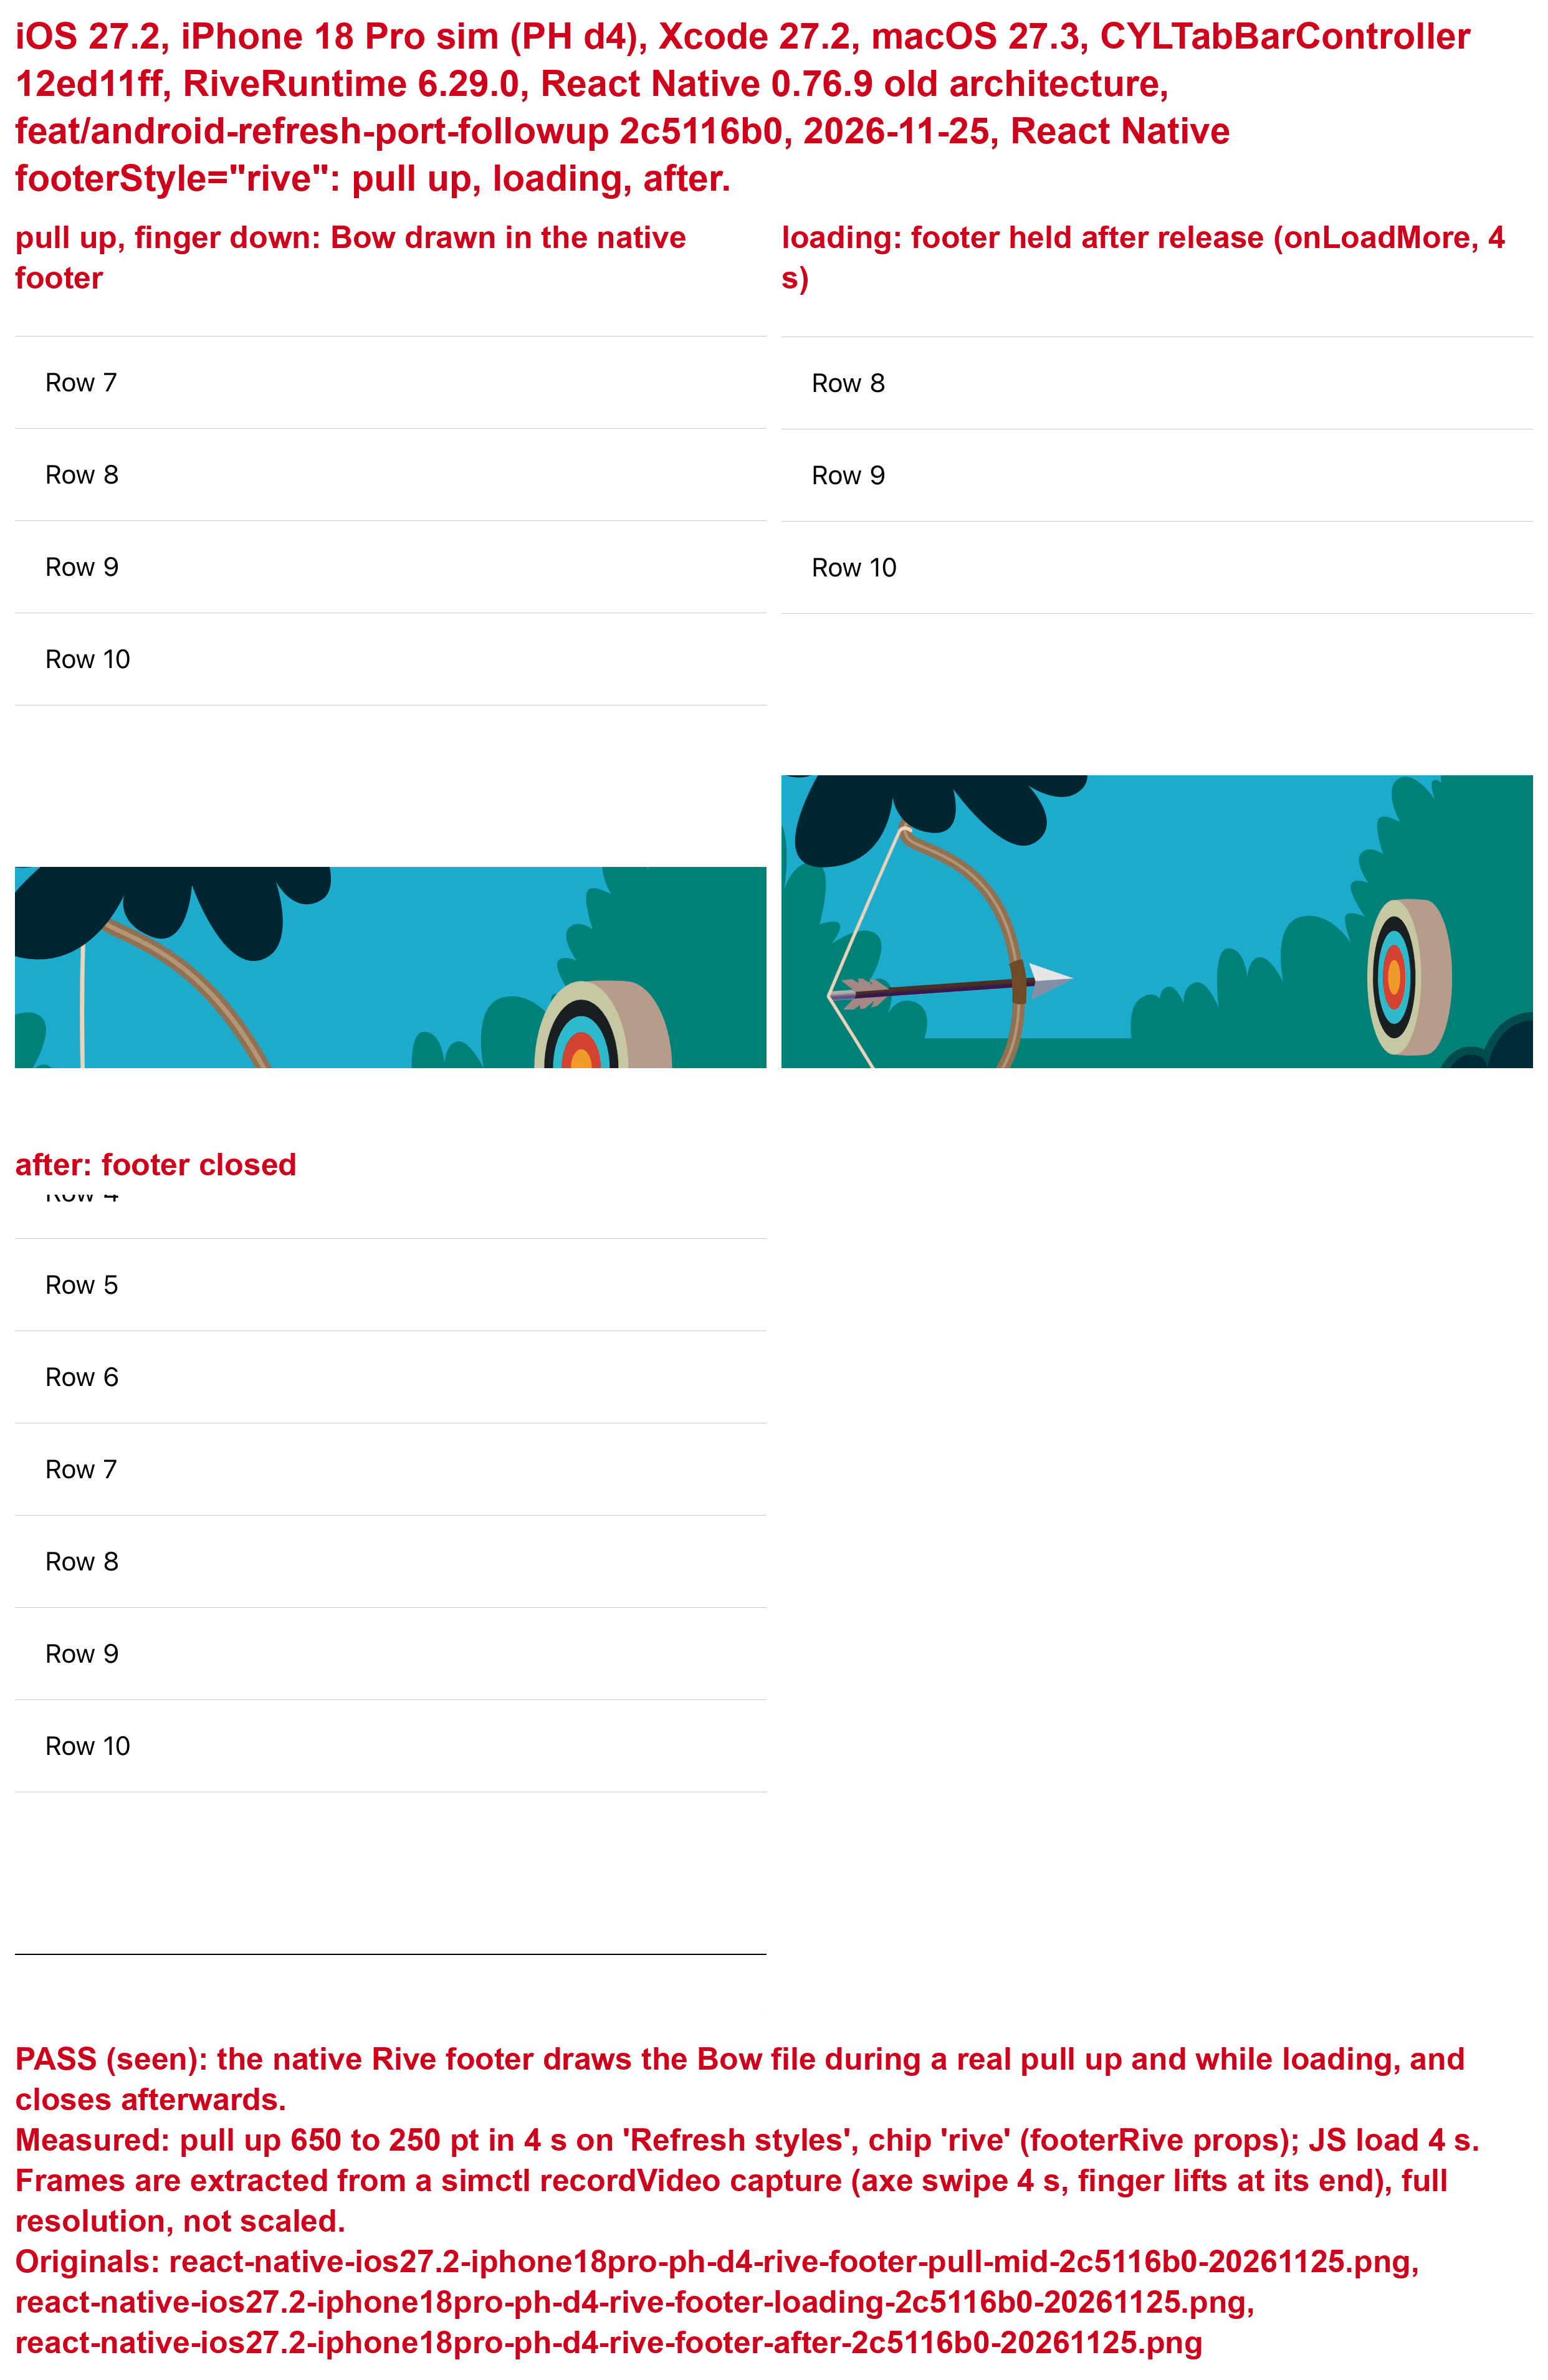 iOS 27.2, iPhone 18 Pro sim (PH d4), Xcode 27.2, macOS 27.3, CYLTabBarController
12ed11ff, RiveRuntime 6.29.0, React Native 0.76.9 old architecture,
feat/android-refresh-port-followup 2c5116b0, 2026-11-25, React Native
footerStyle="rive": pull up, loading, after.
pull up, finger down: Bow drawn in the native
footer
Row 7
Row 8
Row 9
Row 10
loading: footer held after release (onLoadMore, 4
s)
Row 8
Row 9
Row 10
after: footer closed
Row 4
Row 5
Row 6
Row 7
Row 8
Row 9
Row 10
PASS (seen): the native Rive footer draws the Bow file during a real pull up and while loading, and
closes afterwards.
Measured: pull up 650 to 250 pt in 4 s on 'Refresh styles', chip 'rive' (footerRive props); JS load 4 s.
Frames are extracted from a simctl recordVideo capture (axe swipe 4 s, finger lifts at its end), full
resolution, not scaled.
Originals: react-native-ios27.2-iphone18pro-ph-d4-rive-footer-pull-mid-2c5116b0-20261125.png,
react-native-ios27.2-iphone18pro-ph-d4-rive-footer-loading-2c5116b0-20261125.png,
react-native-ios27.2-iphone18pro-ph-d4-rive-footer-after-2c5116b0-20261125.png